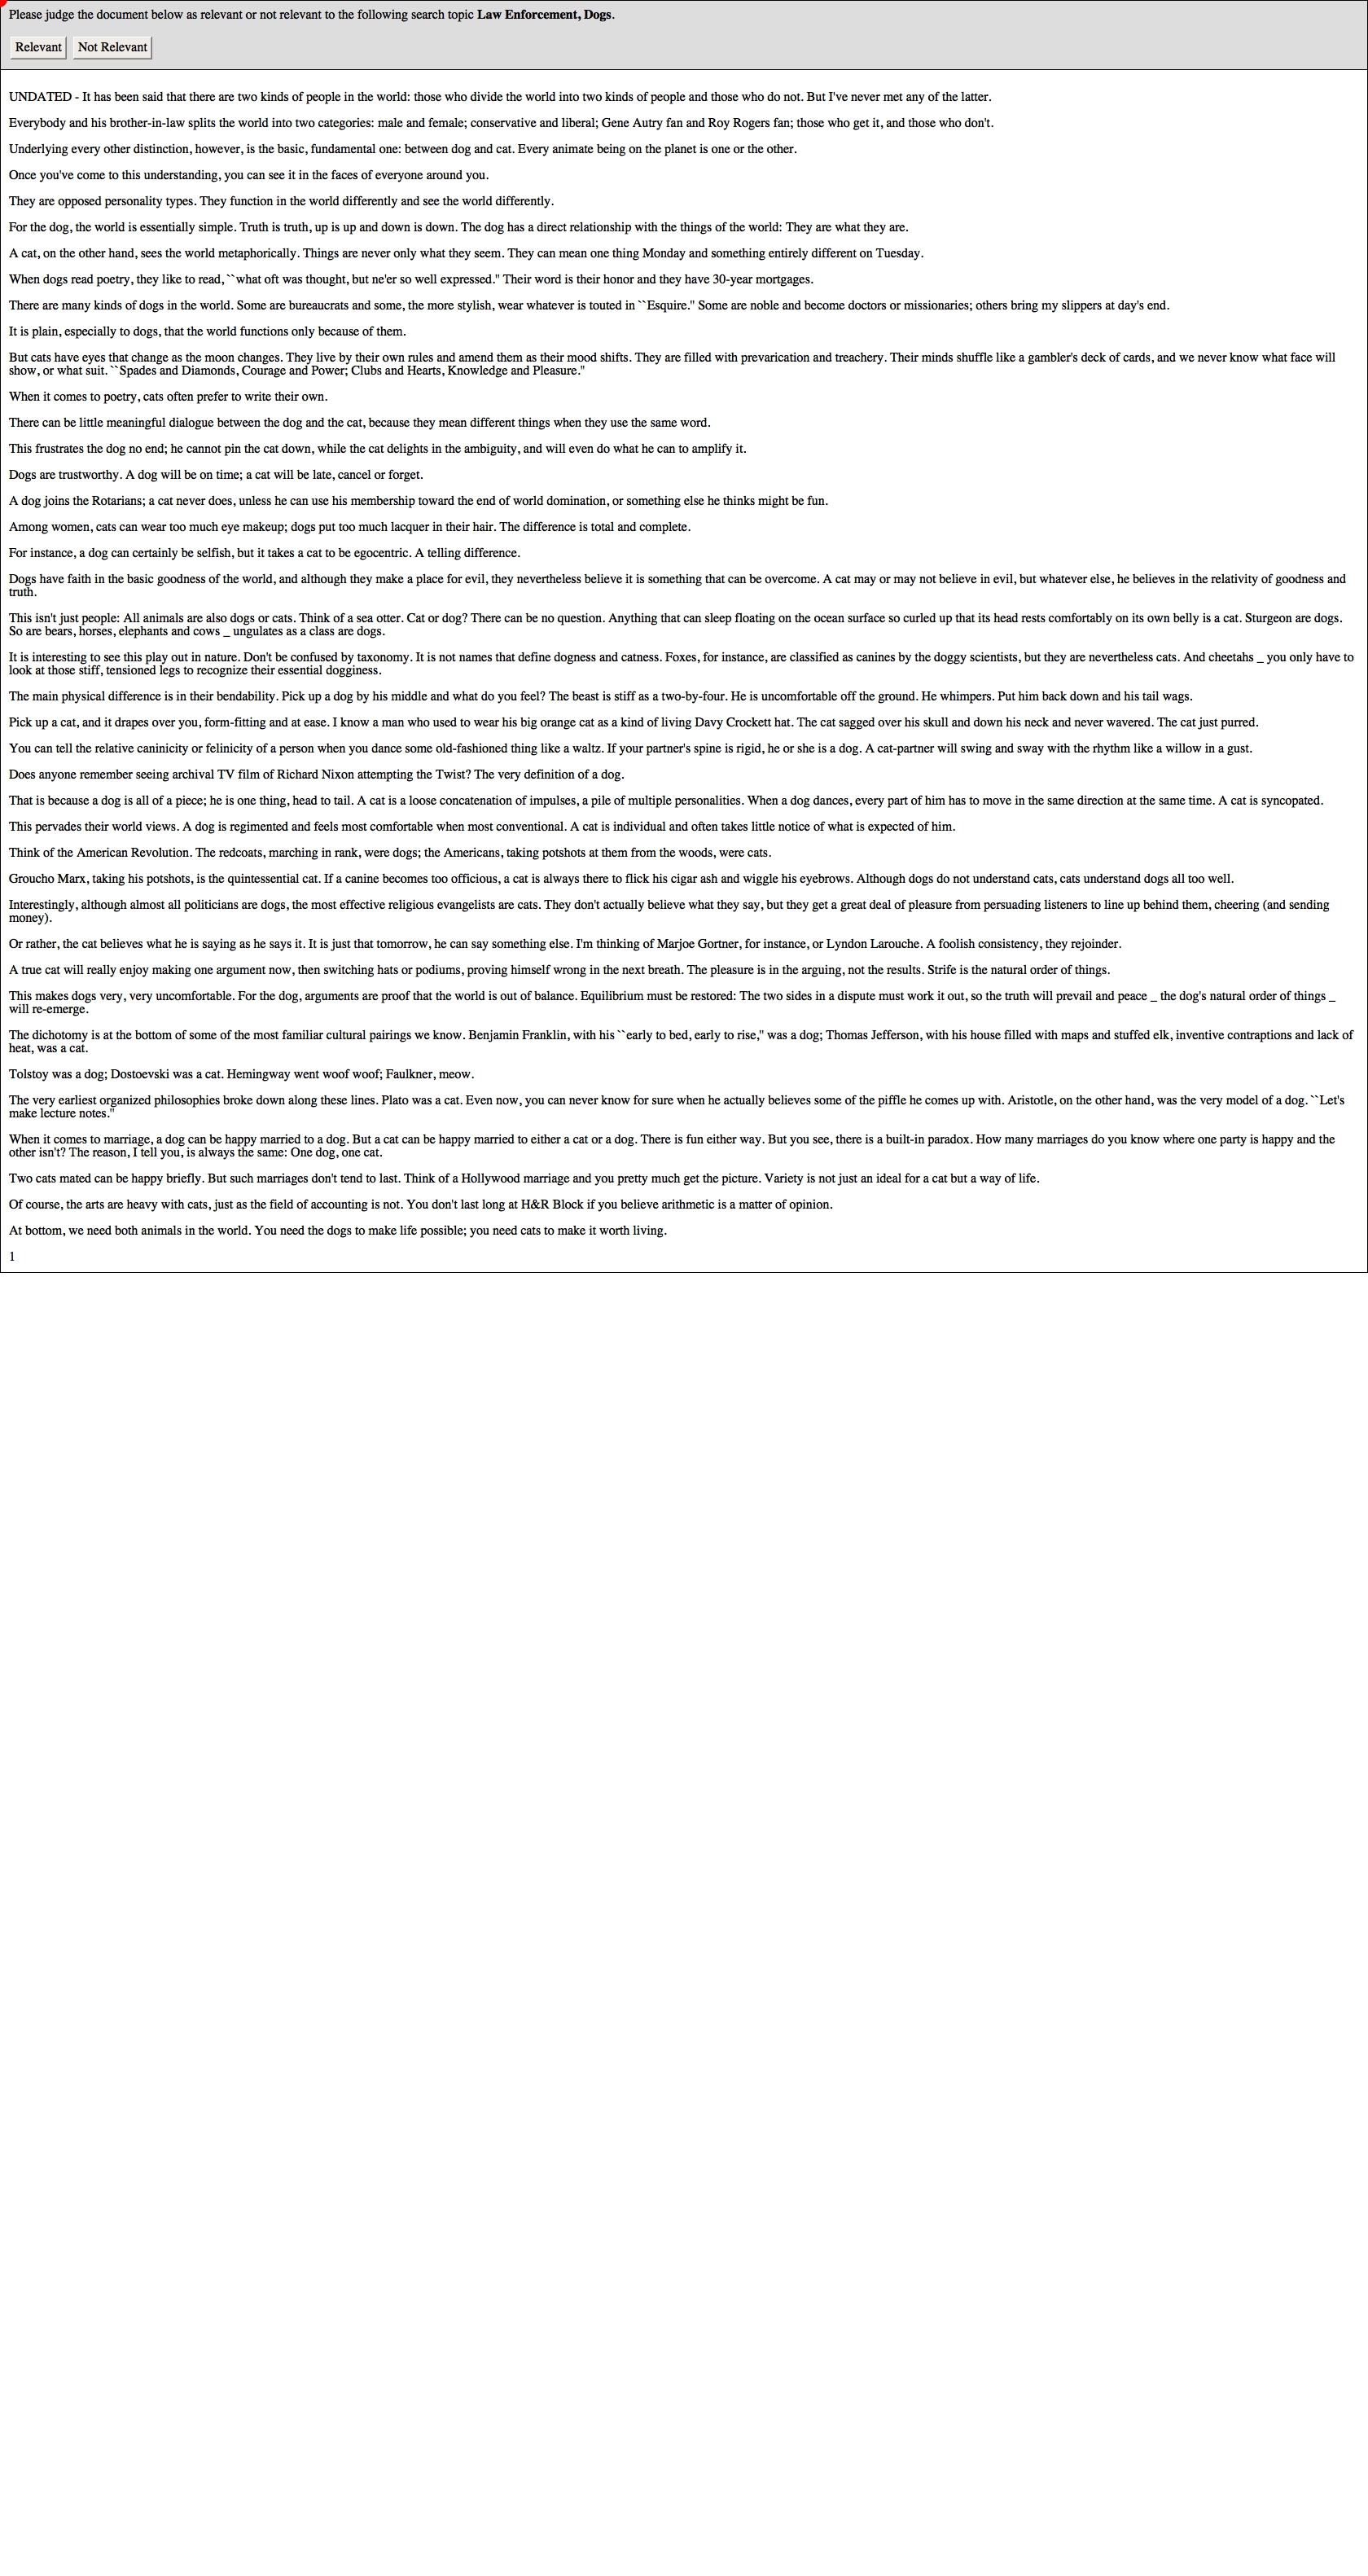 Please judge the document below as relevant or not relevant to the following search topic Law Enforcement, Dogs.
Relevant Not Relevant
UNDATED - It has been said that there are two kinds of people in the world: those who divide the world into two kinds of people and those who do not. But I've never met any of the latter.
Everybody and his brother-in-law splits the world into two categories: male and female; conservative and liberal; Gene Autry fan and Roy Rogers fan; those who get it, and those who don't.
Underlying every other distinction, however, is the basic, fundamental one: between dog and cat. Every animate being on the planet is one or the other.
Once you've come to this understanding, you can see it in the faces of everyone around you.
They are opposed personality types. They function in the world differently and see the world differently.
For the dog, the world is essentially simple. Truth is truth, up is up and down is down. The dog has a direct relationship with the things of the world: They are what they are.
A cat, on the other hand, sees the world metaphorically. Things are never only what they seem. They can mean one thing Monday and something entirely different on Tuesday.
When dogs read poetry, they like to read, ``what oft was thought, but ne'er so well expressed.'' Their word is their honor and they have 30-year mortgages.
There are many kinds of dogs in the world. Some are bureaucrats and some, the more stylish, wear whatever is touted in ``Esquire.'' Some are noble and become doctors or missionaries; others bring my slippers at day's end.
It is plain, especially to dogs, that the world functions only because of them.
But cats have eyes that change as the moon changes. They live by their own rules and amend them as their mood shifts. They are filled with prevarication and treachery. Their minds shuffle like a gambler's deck of cards, and we never know what face will
show, or what suit. ``Spades and Diamonds, Courage and Power; Clubs and Hearts, Knowledge and Pleasure.''
When it comes to poetry, cats often prefer to write their own.
There can be little meaningful dialogue between the dog and the cat, because they mean different things when they use the same word.
This frustrates the dog no end; he cannot pin the cat down, while the cat delights in the ambiguity, and will even do what he can to amplify it.
Dogs are trustworthy. A dog will be on time; a cat will be late, cancel or forget.
A dog joins the Rotarians; a cat never does, unless he can use his membership toward the end of world domination, or something else he thinks might be fun.
Among women, cats can wear too much eye makeup; dogs put too much lacquer in their hair. The difference is total and complete.
For instance, a dog can certainly be selfish, but it takes a cat to be egocentric. A telling difference.
Dogs have faith in the basic goodness of the world, and although they make a place for evil, they nevertheless believe it is something that can be overcome. A cat may or may not believe in evil, but whatever else, he believes in the relativity of goodness and
truth.
This isn't just people: All animals are also dogs or cats. Think of a sea otter. Cat or dog? There can be no question. Anything that can sleep floating on the ocean surface so curled up that its head rests comfortably on its own belly is a cat. Sturgeon are dogs.
So are bears, horses, elephants and cows _ ungulates as a class are dogs.
It is interesting to see this play out in nature. Don't be confused by taxonomy. It is not names that define dogness and catness. Foxes, for instance, are classified as canines by the doggy scientists, but they are nevertheless cats. And cheetahs _ you only have to
look at those stiff, tensioned legs to recognize their essential dogginess.
The main physical difference is in their bendability. Pick up a dog by his middle and what do you feel? The beast is stiff as a two-by-four. He is uncomfortable off the ground. He whimpers. Put him back down and his tail wags.
Pick up a cat, and it drapes over you, form-fitting and at ease. I know a man who used to wear his big orange cat as a kind of living Davy Crockett hat. The cat sagged over his skull and down his neck and never wavered. The cat just purred.
You can tell the relative caninicity or felinicity of a person when you dance some old-fashioned thing like a waltz. If your partner's spine is rigid, he or she is a dog. A cat-partner will swing and sway with the rhythm like a willow in a gust.
Does anyone remember seeing archival TV film of Richard Nixon attempting the Twist? The very definition of a dog.
That is because a dog is all of a piece; he is one thing, head to tail. A cat is a loose concatenation of impulses, a pile of multiple personalities. When a dog dances, every part of him has to move in the same direction at the same time. A cat is syncopated.
This pervades their world views. A dog is regimented and feels most comfortable when most conventional. A cat is individual and often takes little notice of what is expected of him.
Think of the American Revolution. The redcoats, marching in rank, were dogs; the Americans, taking potshots at them from the woods, were cats.
Groucho Marx, taking his potshots, is the quintessential cat. If a canine becomes too officious, a cat is always there to flick his cigar ash and wiggle his eyebrows. Although dogs do not understand cats, cats understand dogs all too well.
Interestingly, although almost all politicians are dogs, the most effective religious evangelists are cats. They don't actually believe what they say, but they get a great deal of pleasure from persuading listeners to line up behind them, cheering (and sending
money).
Or rather, the cat believes what he is saying as he says it. It is just that tomorrow, he can say something else. I'm thinking of Marjoe Gortner, for instance, or Lyndon Larouche. A foolish consistency, they rejoinder.
A true cat will really enjoy making one argument now, then switching hats or podiums, proving himself wrong in the next breath. The pleasure is in the arguing, not the results. Strife is the natural order of things.
This makes dogs very, very uncomfortable. For the dog, arguments are proof that the world is out of balance. Equilibrium must be restored: The two sides in a dispute must work it out, so the truth will prevail and peace _ the dog's natural order of things _
will re-emerge.
The dichotomy is at the bottom of some of the most familiar cultural pairings we know. Benjamin Franklin, with his ``early to bed, early to rise,'' was a dog; Thomas Jefferson, with his house filled with maps and stuffed elk, inventive contraptions and lack of
heat, was a cat.
Tolstoy was a dog; Dostoevski was a cat. Hemingway went woof woof; Faulkner, meow.
The very earliest organized philosophies broke down along these lines. Plato was a cat. Even now, you can never know for sure when he actually believes some of the piffle he comes up with. Aristotle, on the other hand, was the very model of a dog. ``Let's
make lecture notes.''
When it comes to marriage, a dog can be happy married to a dog. But a cat can be happy married to either a cat or a dog. There is fun either way. But you see, there is a built-in paradox. How many marriages do you know where one party is happy and the
other isn't? The reason, I tell you, is always the same: One dog, one cat.
Two cats mated can be happy briefly. But such marriages don't tend to last. Think of a Hollywood marriage and you pretty much get the picture. Variety is not just an ideal for a cat but a way of life.
Of course, the arts are heavy with cats, just as the field of accounting is not. You don't last long at H&R Block if you believe arithmetic is a matter of opinion.
At bottom, we need both animals in the world. You need the dogs to make life possible; you need cats to make it worth living.
1